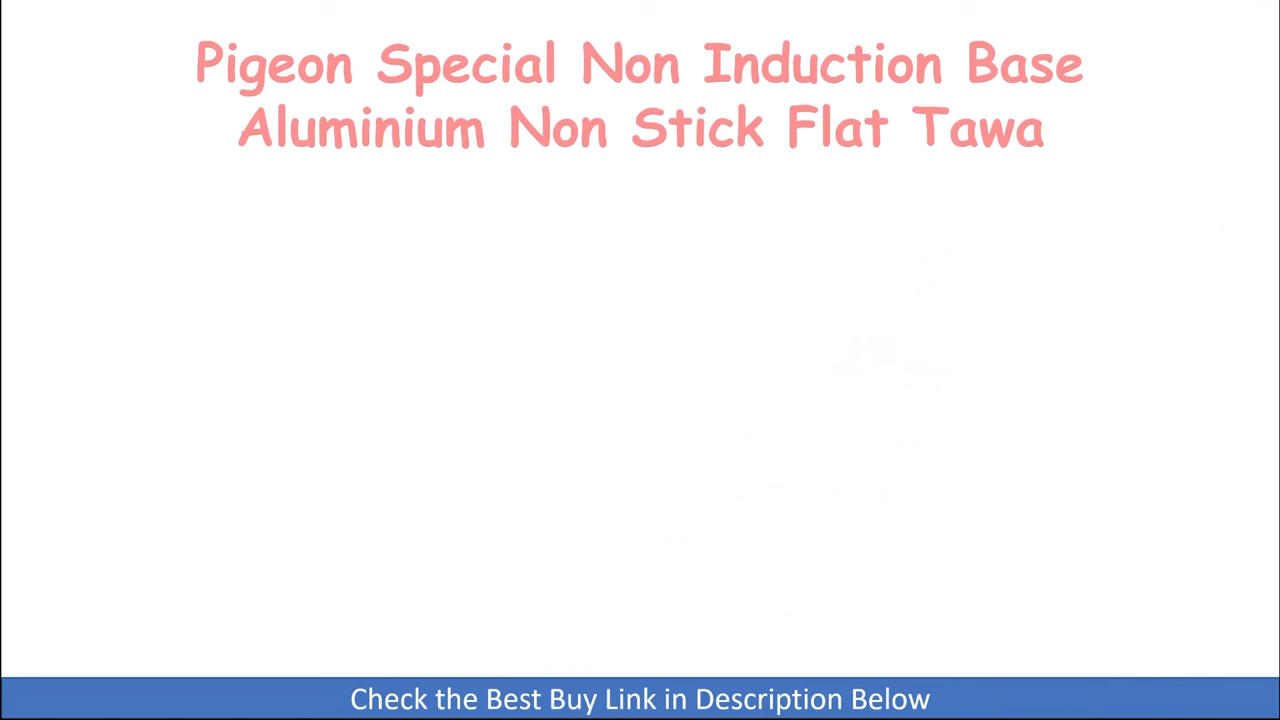 Pigeon Special Non Induction Base
Aluminium Non Stick Flat Tawa
Check the Best Buy Link in Description Below